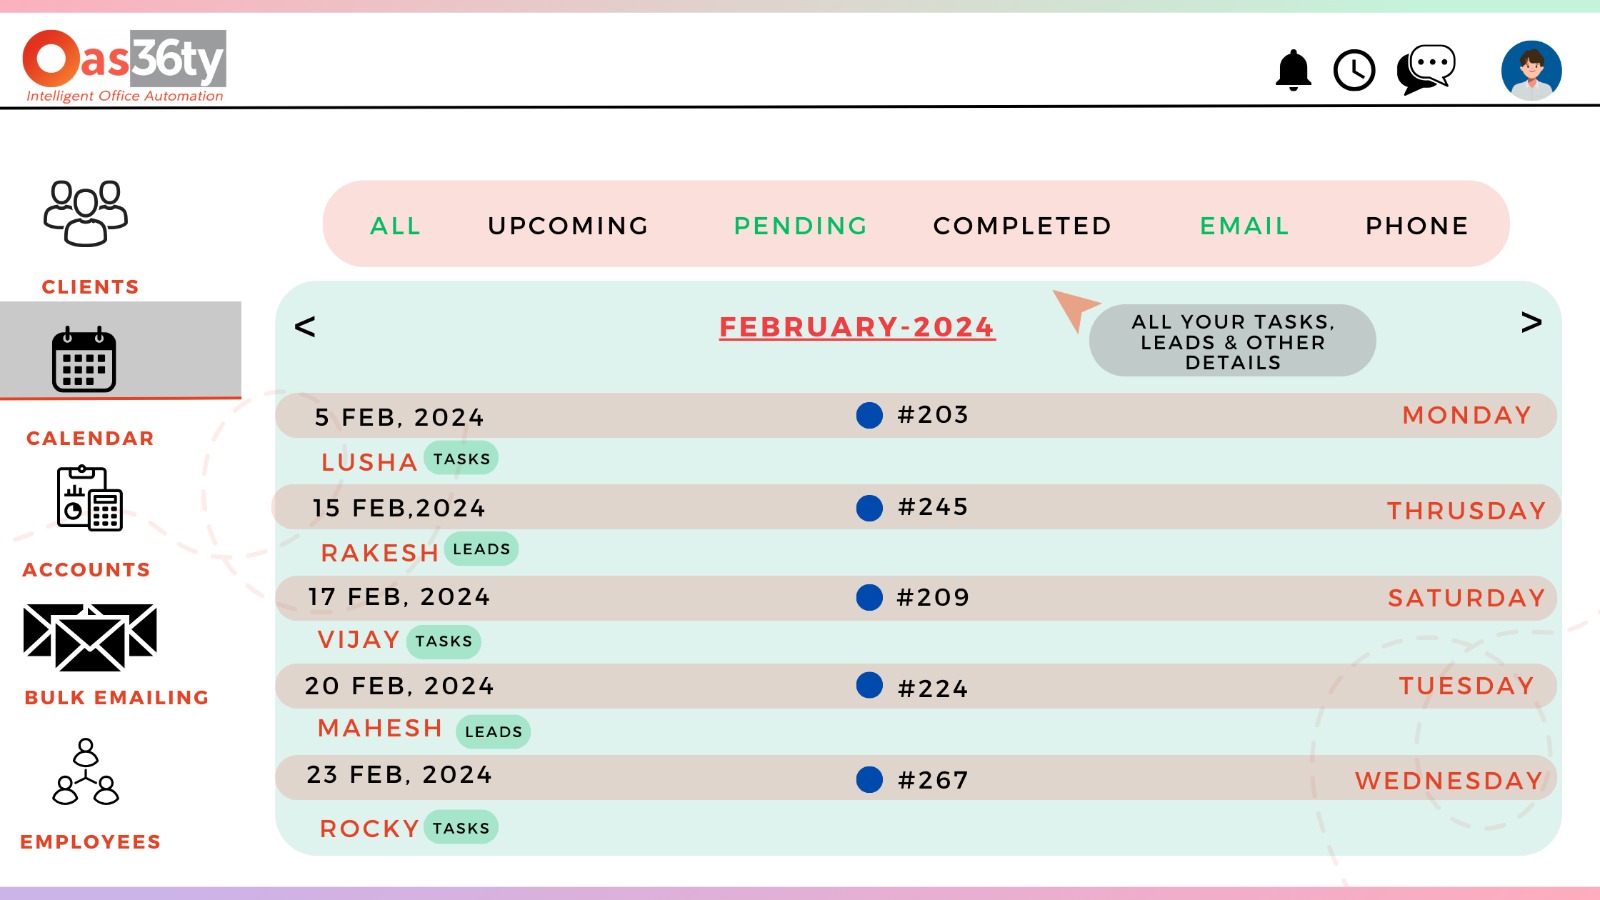 Oas36ty
Intelligent Office Automation
CLIENTS
CALENDAR
ACCOUNTS
BULK EMAILING
EMPLOYEES
ALL UPCOMING PENDING COMPLETED EMAIL PHONE
< FEBRUARY-2024 >
ALL YOUR TASKS,
LEADS & OTHER
DETAILS
5 FEB, 2024 #203 MONDAY
LUSHA TASKS
15 FEB,2024 #245 THRUSDAY
RAKESH LEADS
17 FEB, 2024 #209 SATURDAY
VIJAY TASKS
20 FEB, 2024 #224 TUESDAY
MAHESH LEADS
23 FEB, 2024 #267 WEDNESDAY
ROCKY TASKS